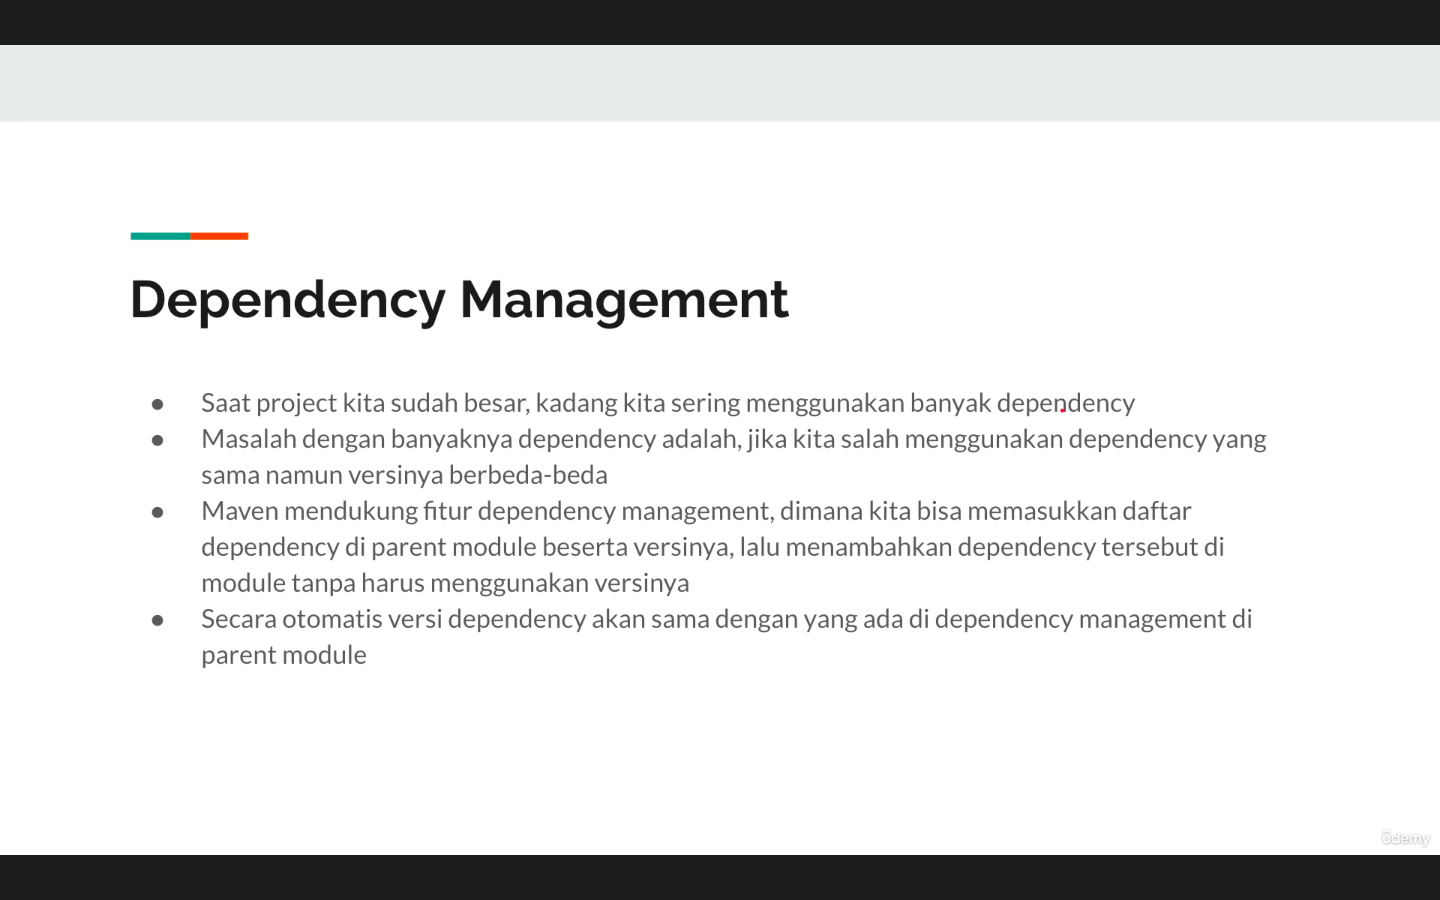 Dependency Management
● Saat project kita sudah besar, kadang kita sering menggunakan banyak dependency
● Masalah dengan banyaknya dependency adalah, jika kita salah menggunakan dependency yang
sama namun versinya berbeda-beda
● Maven mendukung fitur dependency management, dimana kita bisa memasukkan daftar
dependency di parent module beserta versinya, lalu menambahkan dependency tersebut di
module tanpa harus menggunakan versinya
● Secara otomatis versi dependency akan sama dengan yang ada di dependency management di
parent module
ûdemy